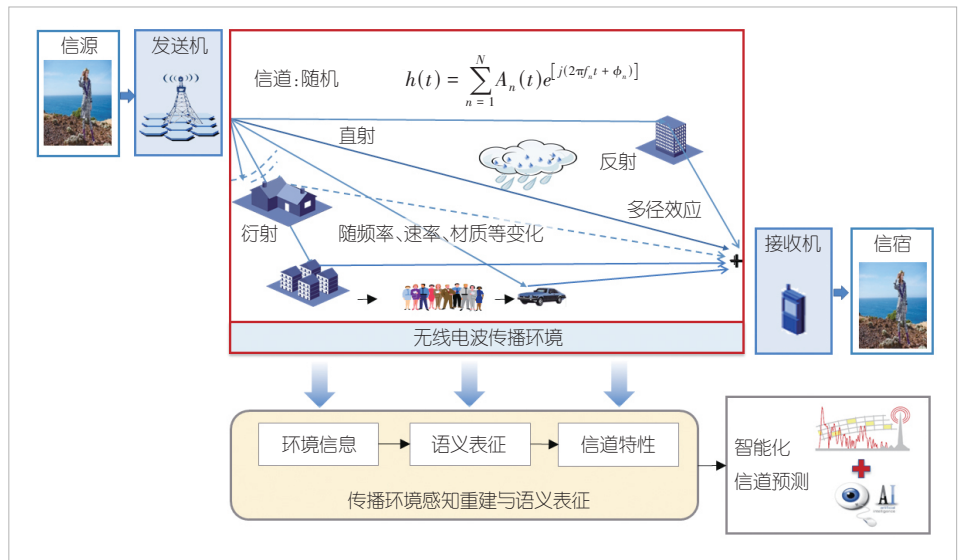 信源
发送机
信道：随机
h(t) = \sum_{n=1}^{N} A_n(t)e^{[j(2πf_n t + ϕ_n)]}
直射
反射
多径效应
衍射
随频率、速率、材质等变化
接收机
信宿
无线电波传播环境
环境信息
语义表征
信道特性
传播环境感知重建与语义表征
智能化
信道预测
AI